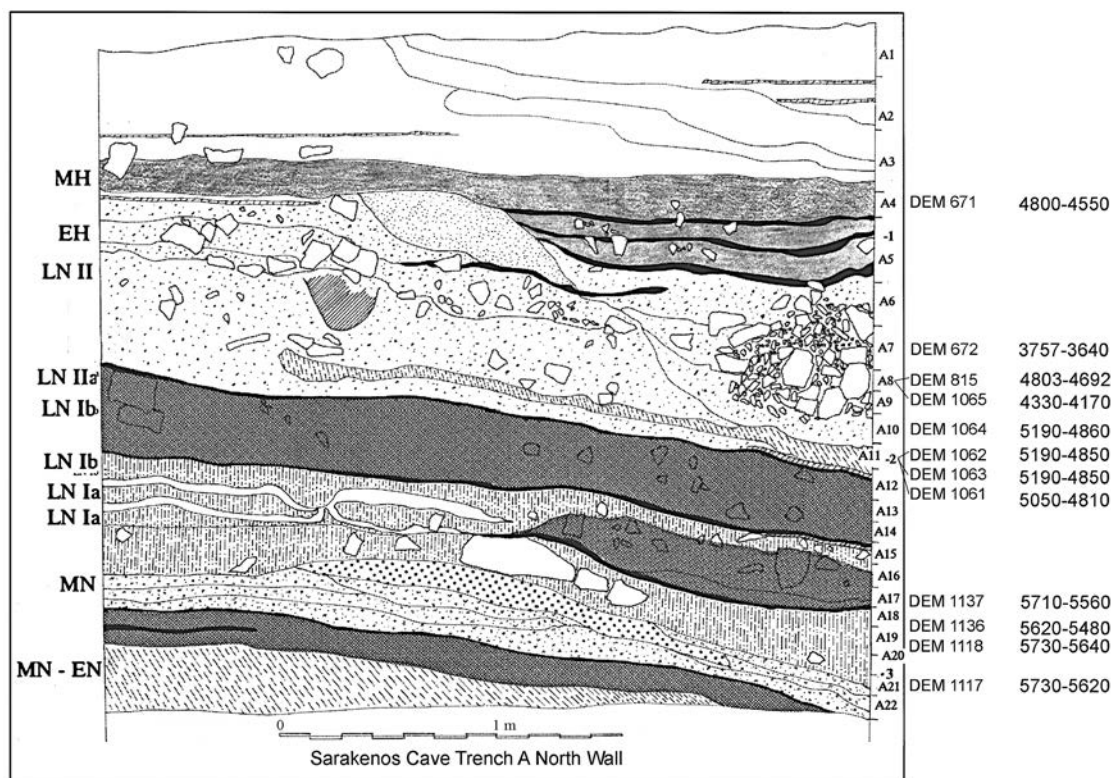 A1
A2
A3
MH
A4
DEM 671 4800-4550
EH
-1
A5
LN II
A6
A7
DEM 672 3757-3640
LN IIa
A8
DEM 815 4803-4692
A9
DEM 1065 4330-4170
LN Ib
A10
DEM 1064 5190-4860
A11
-2
DEM 1062 5190-4850
LN Ib
DEM 1063 5190-4850
A12
DEM 1061 5050-4810
LN Ia
A13
LN Ia
A14
A15
A16
MN
A17
DEM 1137 5710-5560
A18
DEM 1136 5620-5480
A19
DEM 1118 5730-5640
A20
MN - EN
-3
A21
DEM 1117 5730-5620
A22
0 1 m
Sarakenos Cave Trench A North Wall